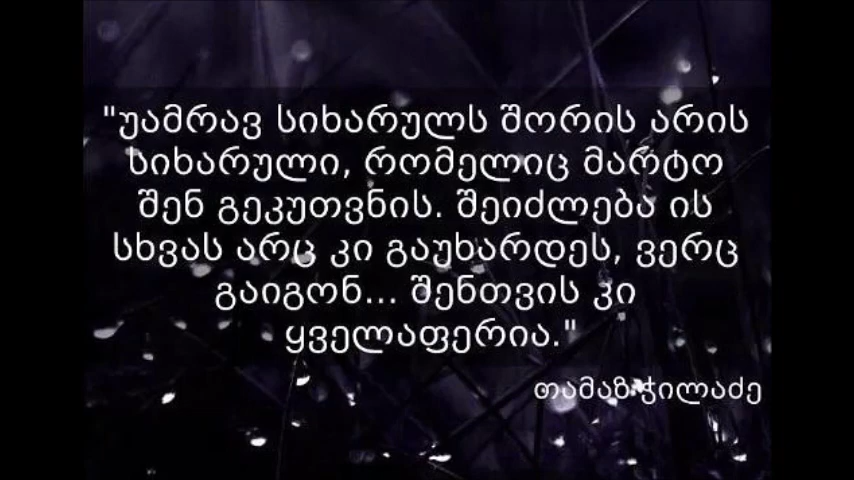 "უამრავ სიხარულს შორის არის
სიხარული, რომელიც მარტო
შენ გეკუთვნის. შეიძლება ის
სხვას არც კი გაუხარდეს, ვერც
გაიგონ... შენთვის კი
ყველაფერია."
თამაზ ჭილაძე